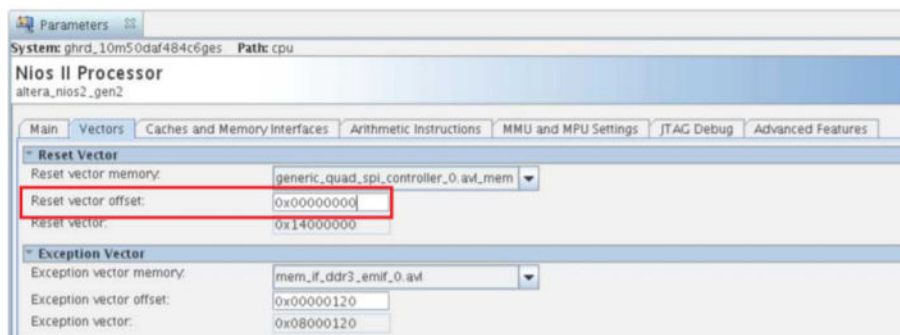 Parameters
System: ghrd_10m50daf484c6ges Path: cpu
Nios II Processor
altera_nios2_gen2
Main Vectors Caches and Memory Interfaces Arithmetic Instructions MMU and MPU Settings JTAG Debug Advanced Features
Reset Vector
Reset vector memory: generic_quad_spi_controller_0.avl_mem
Reset vector offset: 0x00000000
Reset vector: 0x14000000
Exception Vector
Exception vector memory: mem_if_ddr3_emif_0.avl
Exception vector offset: 0x00000120
Exception vector: 0x08000120